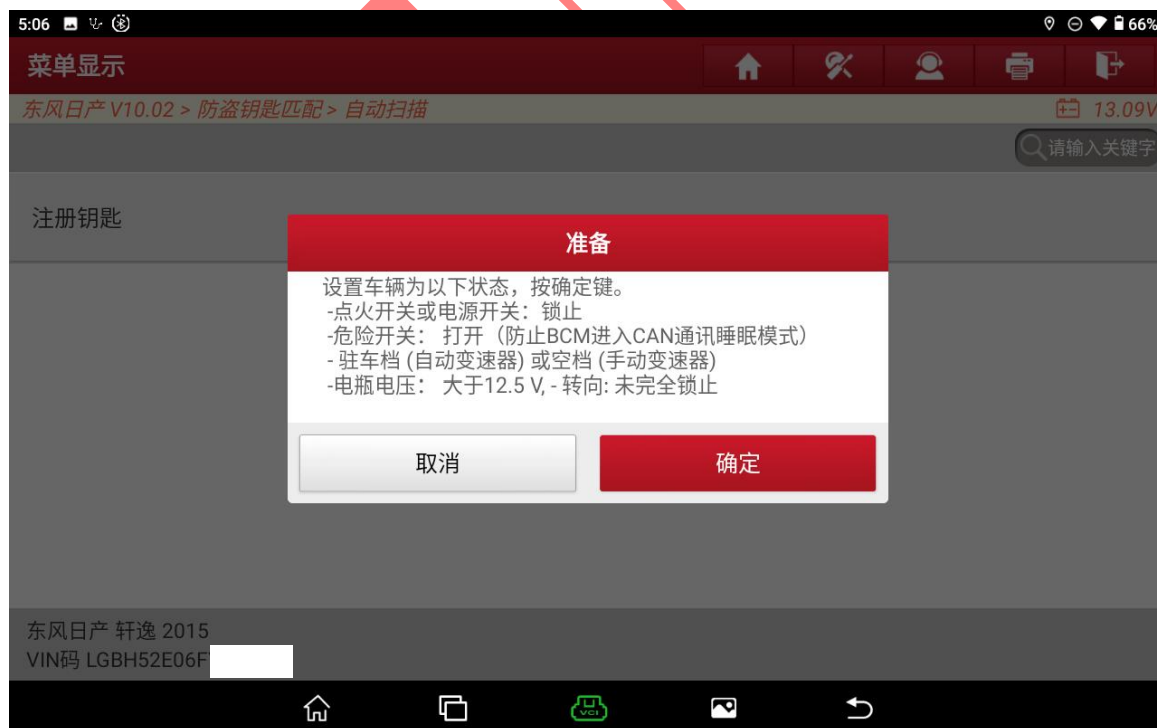 5:06
66%
菜单显示
东风日产 V10.02 > 防盗钥匙匹配 > 自动扫描
13.09V
请输入关键字
注册钥匙
准备
设置车辆为以下状态，按确定键。
-点火开关或电源开关：锁止
-危险开关： 打开（防止BCM进入CAN通讯睡眠模式）
- 驻车档 (自动变速器) 或空档 (手动变速器)
-电瓶电压： 大于12.5 V, - 转向: 未完全锁止
取消
确定
东风日产 轩逸 2015
VIN码 LGBH52E06F
VCI